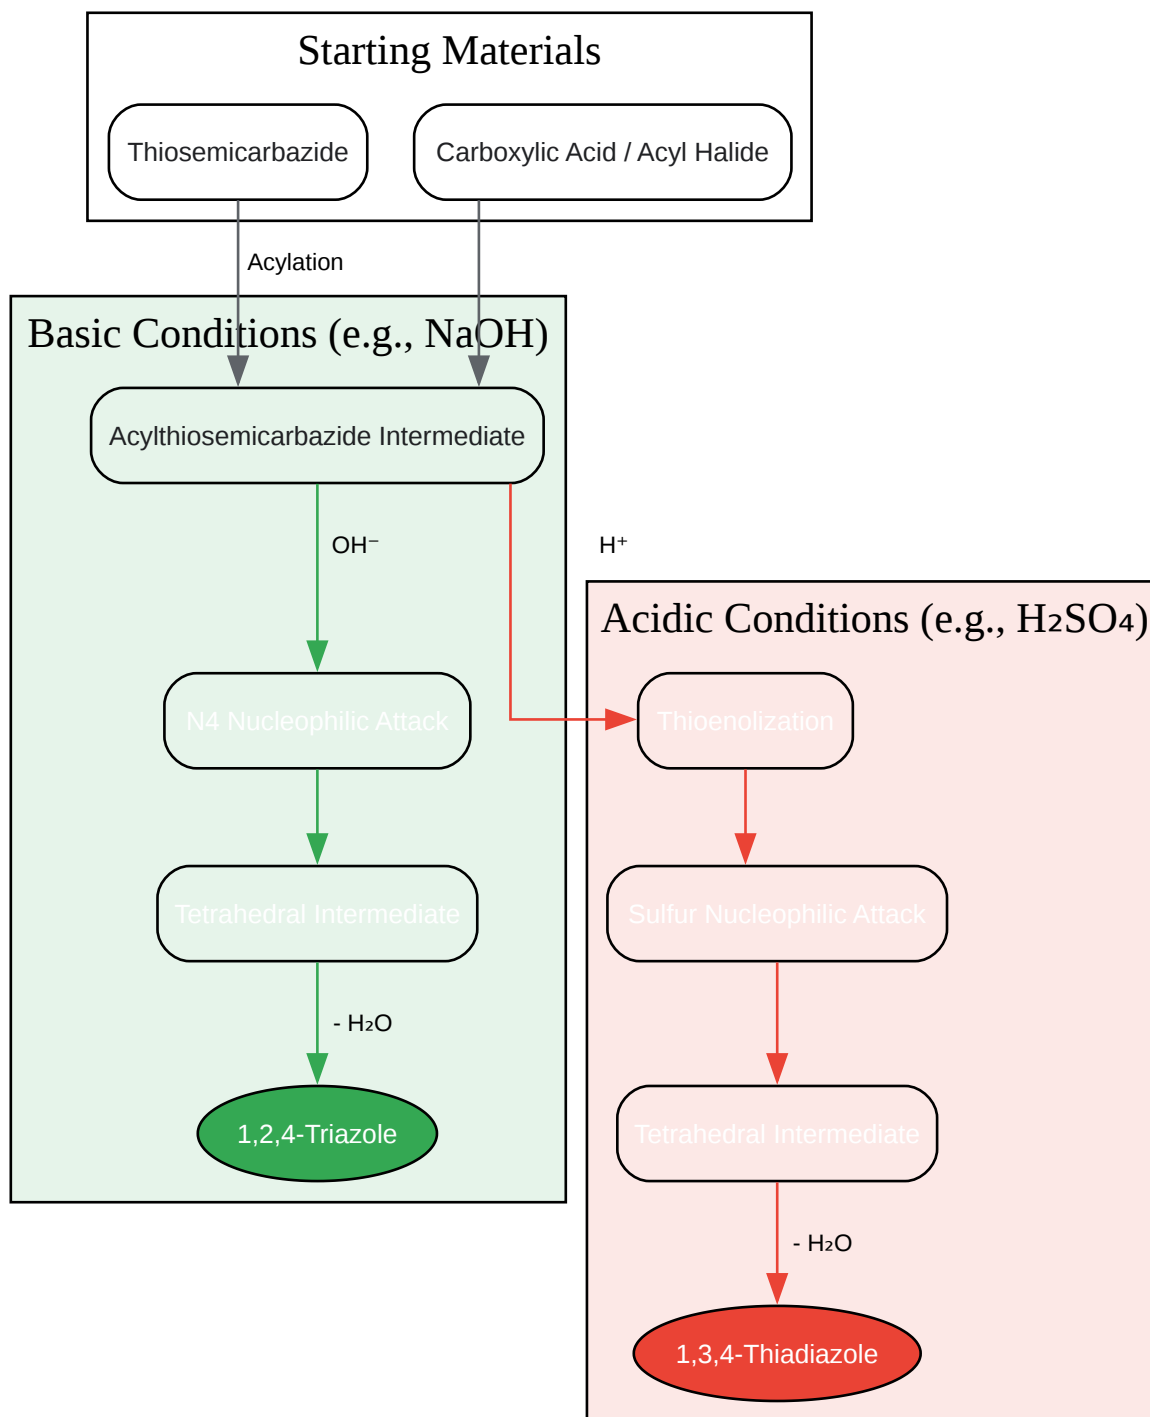 Starting Materials
Thiosemicarbazide
Carboxylic Acid / Acyl Halide
Acylation
Basic Conditions (e.g., NaOH)
Acylthiosemicarbazide Intermediate
OH⁻
H⁺
Acidic Conditions (e.g., H₂SO₄)
N4 Nucleophilic Attack
Thioenolization
Tetrahedral Intermediate
Sulfur Nucleophilic Attack
- H₂O
1,2,4-Triazole
Tetrahedral Intermediate
- H₂O
1,3,4-Thiadiazole